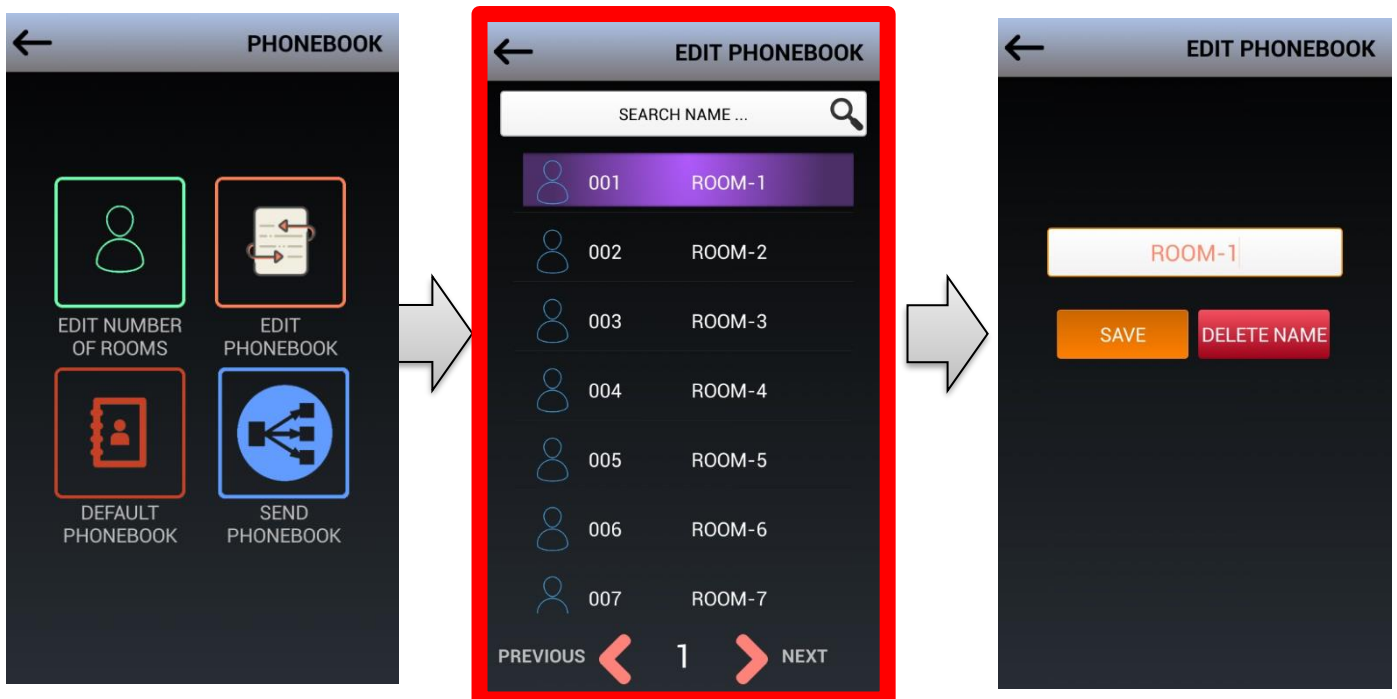 PHONEBOOK
EDIT NUMBER
OF ROOMS
EDIT
PHONEBOOK
DEFAULT
PHONEBOOK
SEND
PHONEBOOK
EDIT PHONEBOOK
SEARCH NAME ...
001 ROOM-1
002 ROOM-2
003 ROOM-3
004 ROOM-4
005 ROOM-5
006 ROOM-6
007 ROOM-7
PREVIOUS 1 NEXT
EDIT PHONEBOOK
ROOM-1
SAVE DELETE NAME